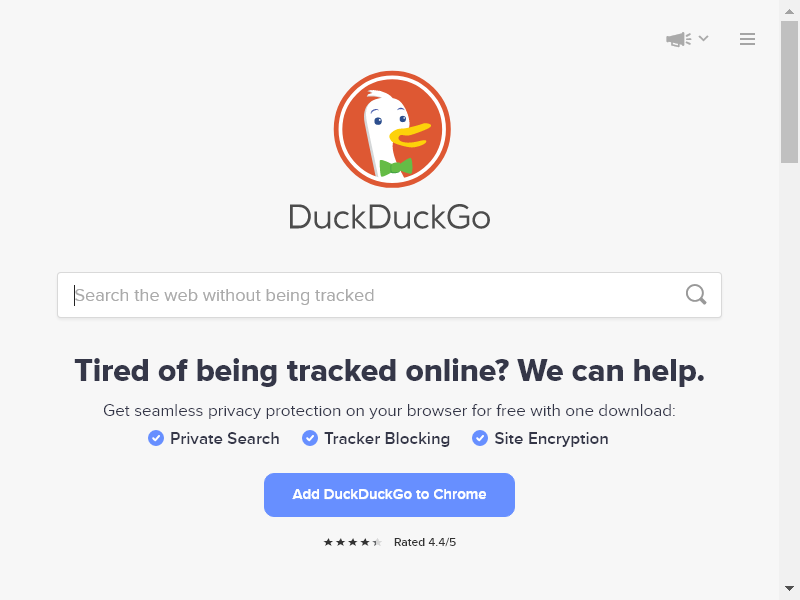 DuckDuckGo
Search the web without being tracked
Tired of being tracked online? We can help.
Get seamless privacy protection on your browser for free with one download:
Private Search Tracker Blocking Site Encryption
Add DuckDuckGo to Chrome
Rated 4.4/5